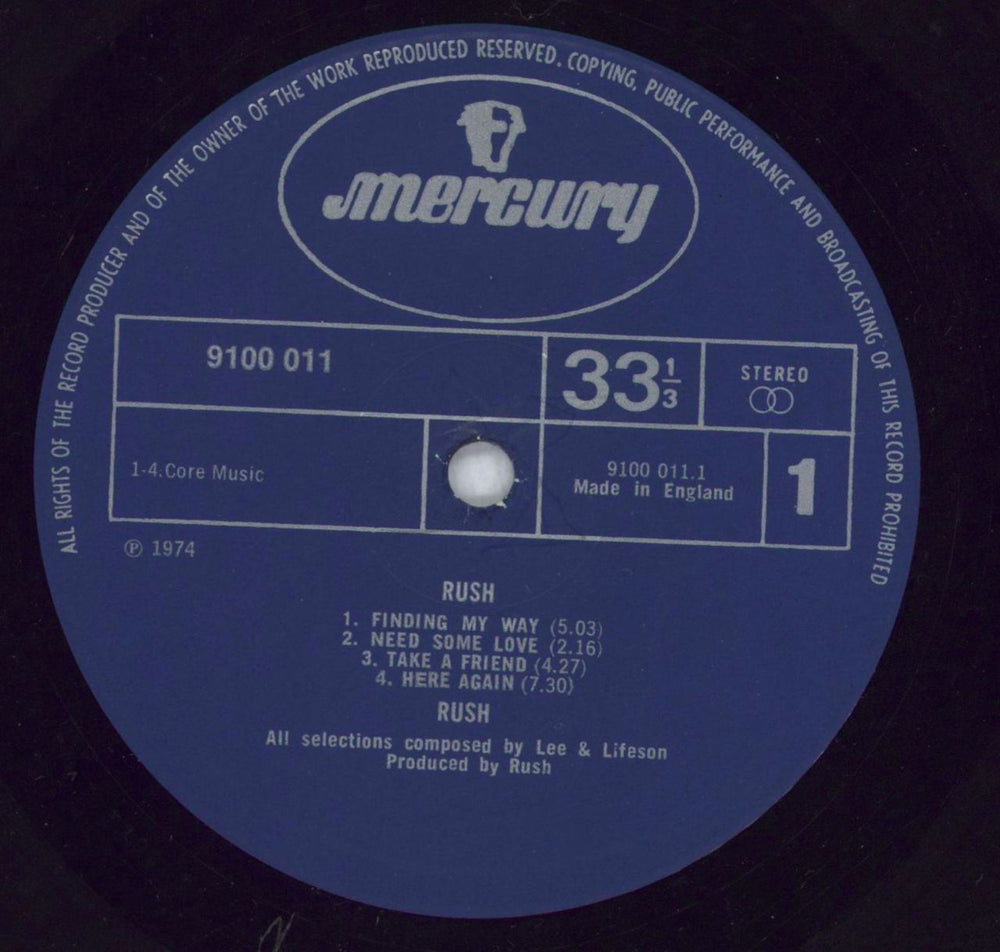 ALL RIGHTS OF THE RECORD PRODUCER AND OF THE OWNER OF THE WORK REPRODUCED RESERVED. COPYING, PUBLIC PERFORMANCE AND BROADCASTING OF THIS RECORD PROHIBITED
mercury
9100 011
33 1/3
STEREO
1-4.Core Music
9100 011.1
Made in England
1
℗ 1974
RUSH
1. FINDING MY WAY (5.03)
2. NEED SOME LOVE (2.16)
3. TAKE A FRIEND (4.27)
4. HERE AGAIN (7.30)
RUSH
All selections composed by Lee & Lifeson
Produced by Rush